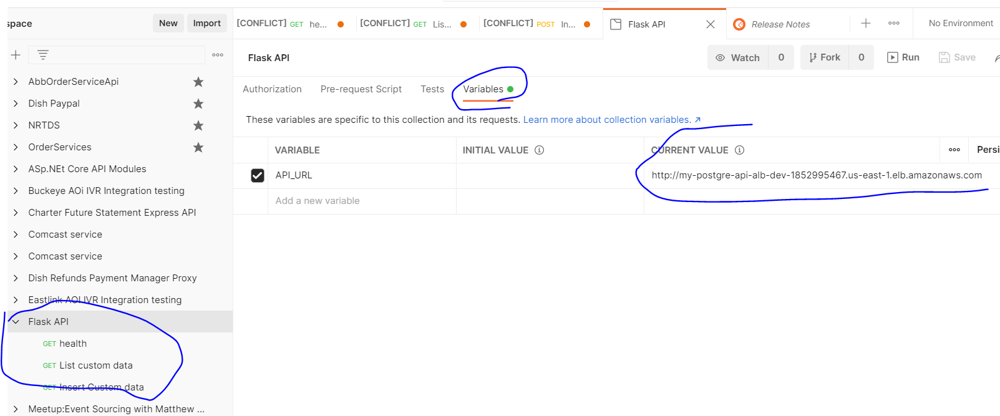 space New Import [CONFLICT] GET he... [CONFLICT] GET Lis... [CONFLICT] POST In... Flask API Release Notes No Environment
Flask API Watch 0 Fork 0 Run Save
Authorization Pre-request Script Tests Variables
These variables are specific to this collection and its requests. Learn more about collection variables. ↗
VARIABLE INITIAL VALUE CURRENT VALUE Persi
API_URL http://my-postgre-api-alb-dev-1852995467.us-east-1.elb.amazonaws.com
Add a new variable
AbbOrderServiceApi
Dish Paypal
NRTDS
OrderServices
ASp.NEt Core API Modules
Buckeye AOi IVR Integration testing
Charter Future Statement Express API
Comcast service
Comcast service
Dish Refunds Payment Manager Proxy
Eastlink AOI IVR Integration testing
Flask API
GET health
GET List custom data
GET Insert Custom data
Meetup:Event Sourcing with Matthew ...